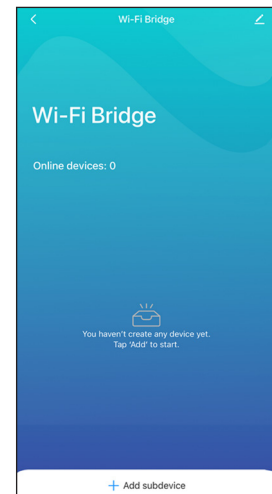 Wi-Fi Bridge
Wi-Fi Bridge
Online devices: 0
You haven't create any device yet.
Tap 'Add' to start.
+ Add subdevice